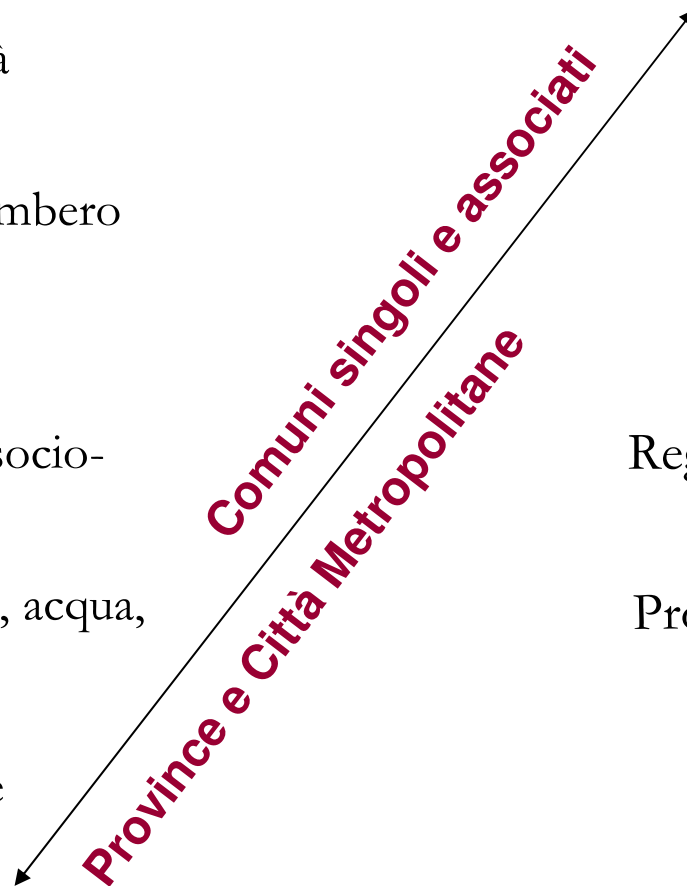 à
mbero
Comuni singoli e associati
socio-
Reg
Province e Città Metropolitane
, acqua,
Pro
e